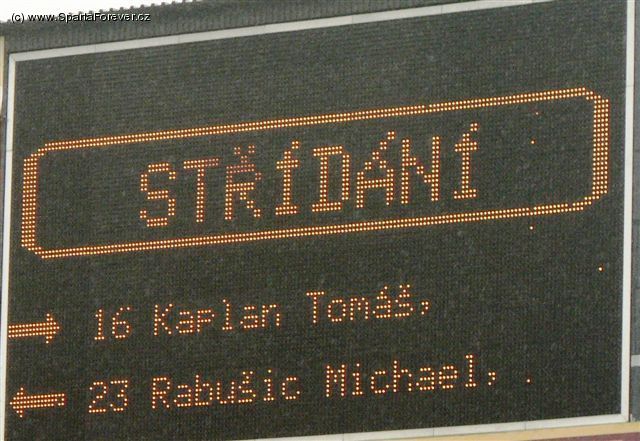 (c) www.SpartaForever.cz
STŘÍDÁNÍ
→ 16 Kaplan Tomáš,
← 23 Rabušic Michael,.